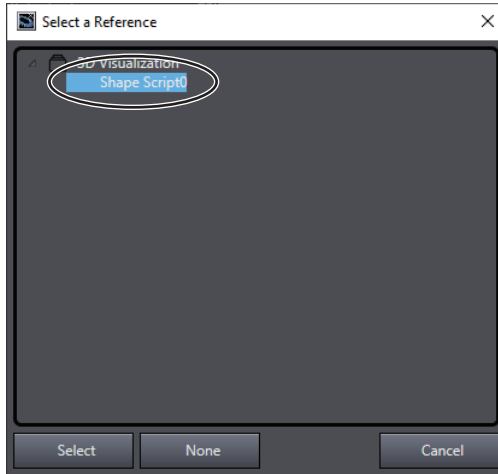 Select a Reference
3D Visualization
Shape Script0
Select
None
Cancel